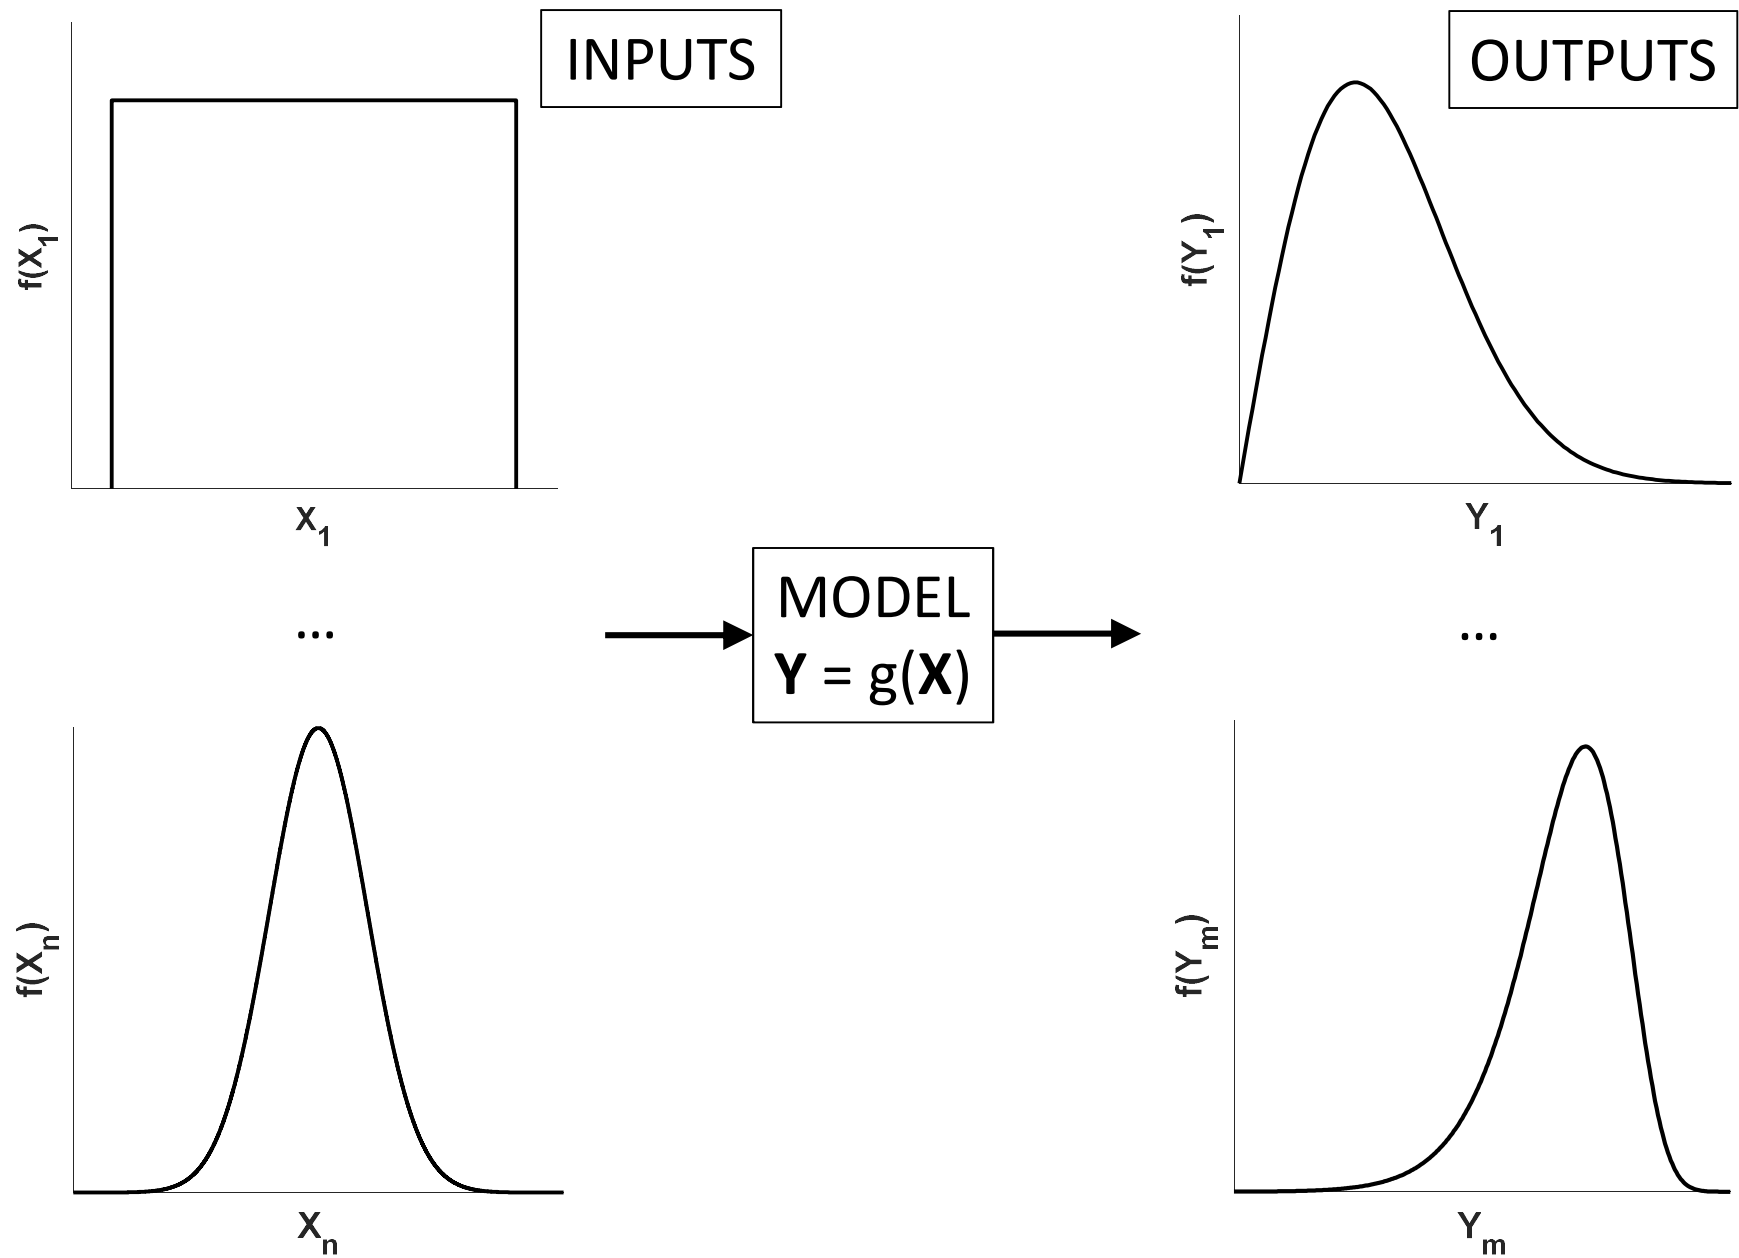 INPUTS
OUTPUTS
f(X₁)
X₁
f(Y₁)
Y₁
...
MODEL
Y = g(X)
...
f(Xₙ)
Xₙ
f(Yₘ)
Yₘ